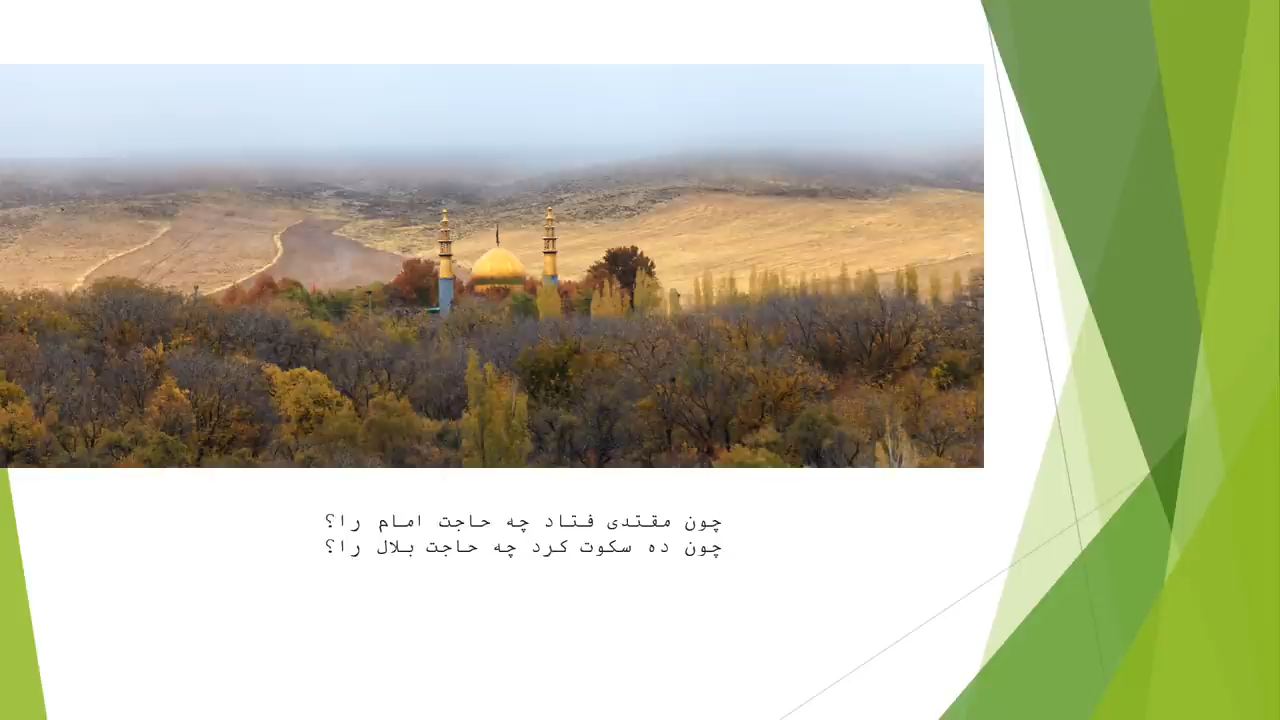 چون مقتدی فتاد چه حاجت امام را؟
چون ده سکوت کرد چه حاجت بلال را؟